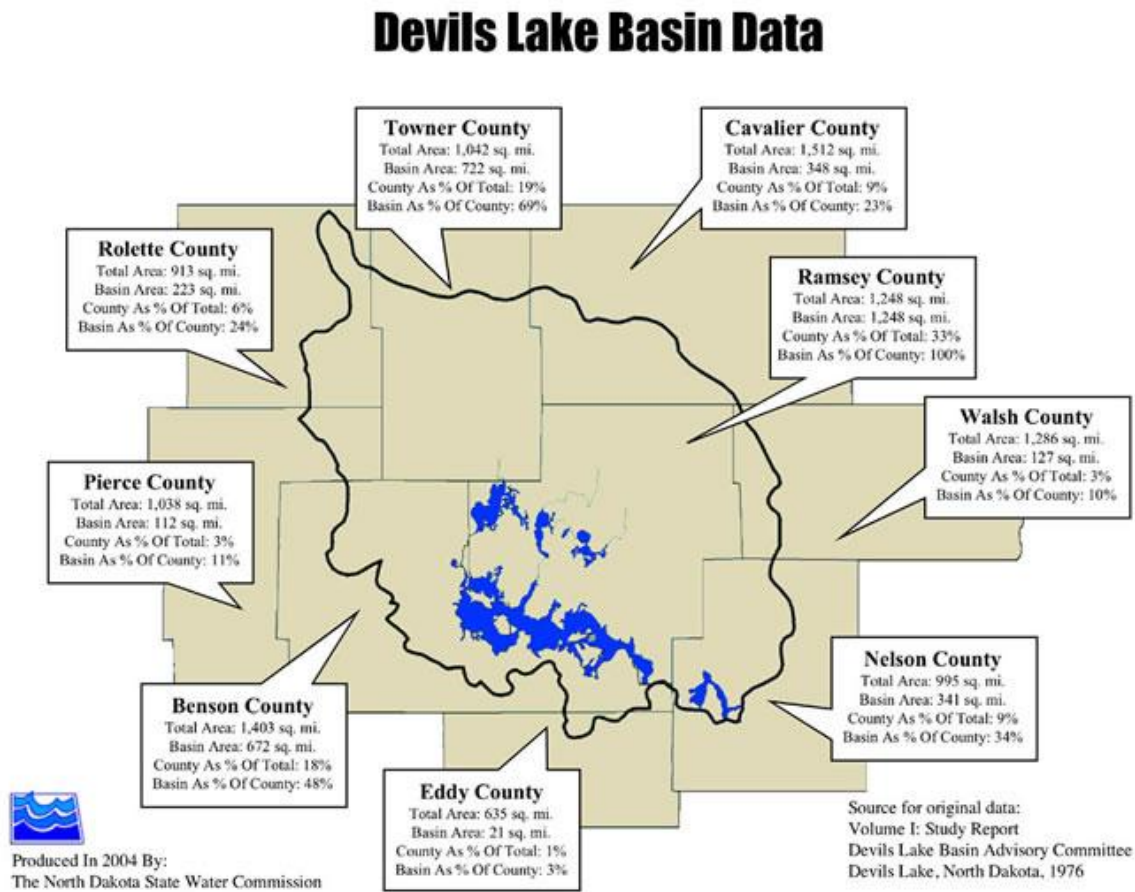 Devils Lake Basin Data
Towner County
Total Area: 1,042 sq. mi.
Basin Area: 722 sq. mi.
County As % Of Total: 19%
Basin As % Of County: 69%
Cavalier County
Total Area: 1,512 sq. mi.
Basin Area: 348 sq. mi.
County As % Of Total: 9%
Basin As % Of County: 23%
Rolette County
Total Area: 913 sq. mi.
Basin Area: 223 sq. mi.
County As % Of Total: 6%
Basin As % Of County: 24%
Ramsey County
Total Area: 1,248 sq. mi.
Basin Area: 1,248 sq. mi.
County As % Of Total: 33%
Basin As % Of County: 100%
Walsh County
Total Area: 1,286 sq. mi.
Basin Area: 127 sq. mi.
County As % Of Total: 3%
Basin As % Of County: 10%
Pierce County
Total Area: 1,038 sq. mi.
Basin Area: 112 sq. mi.
County As % Of Total: 3%
Basin As % Of County: 11%
Nelson County
Total Area: 995 sq. mi.
Basin Area: 341 sq. mi.
County As % Of Total: 9%
Basin As % Of County: 34%
Benson County
Total Area: 1,403 sq. mi.
Basin Area: 672 sq. mi.
County As % Of Total: 18%
Basin As % Of County: 48%
Eddy County
Total Area: 635 sq. mi.
Basin Area: 21 sq. mi.
County As % Of Total: 1%
Basin As % Of County: 3%
Produced In 2004 By:
The North Dakota State Water Commission
Source for original data:
Volume I: Study Report
Devils Lake Basin Advisory Committee
Devils Lake, North Dakota, 1976